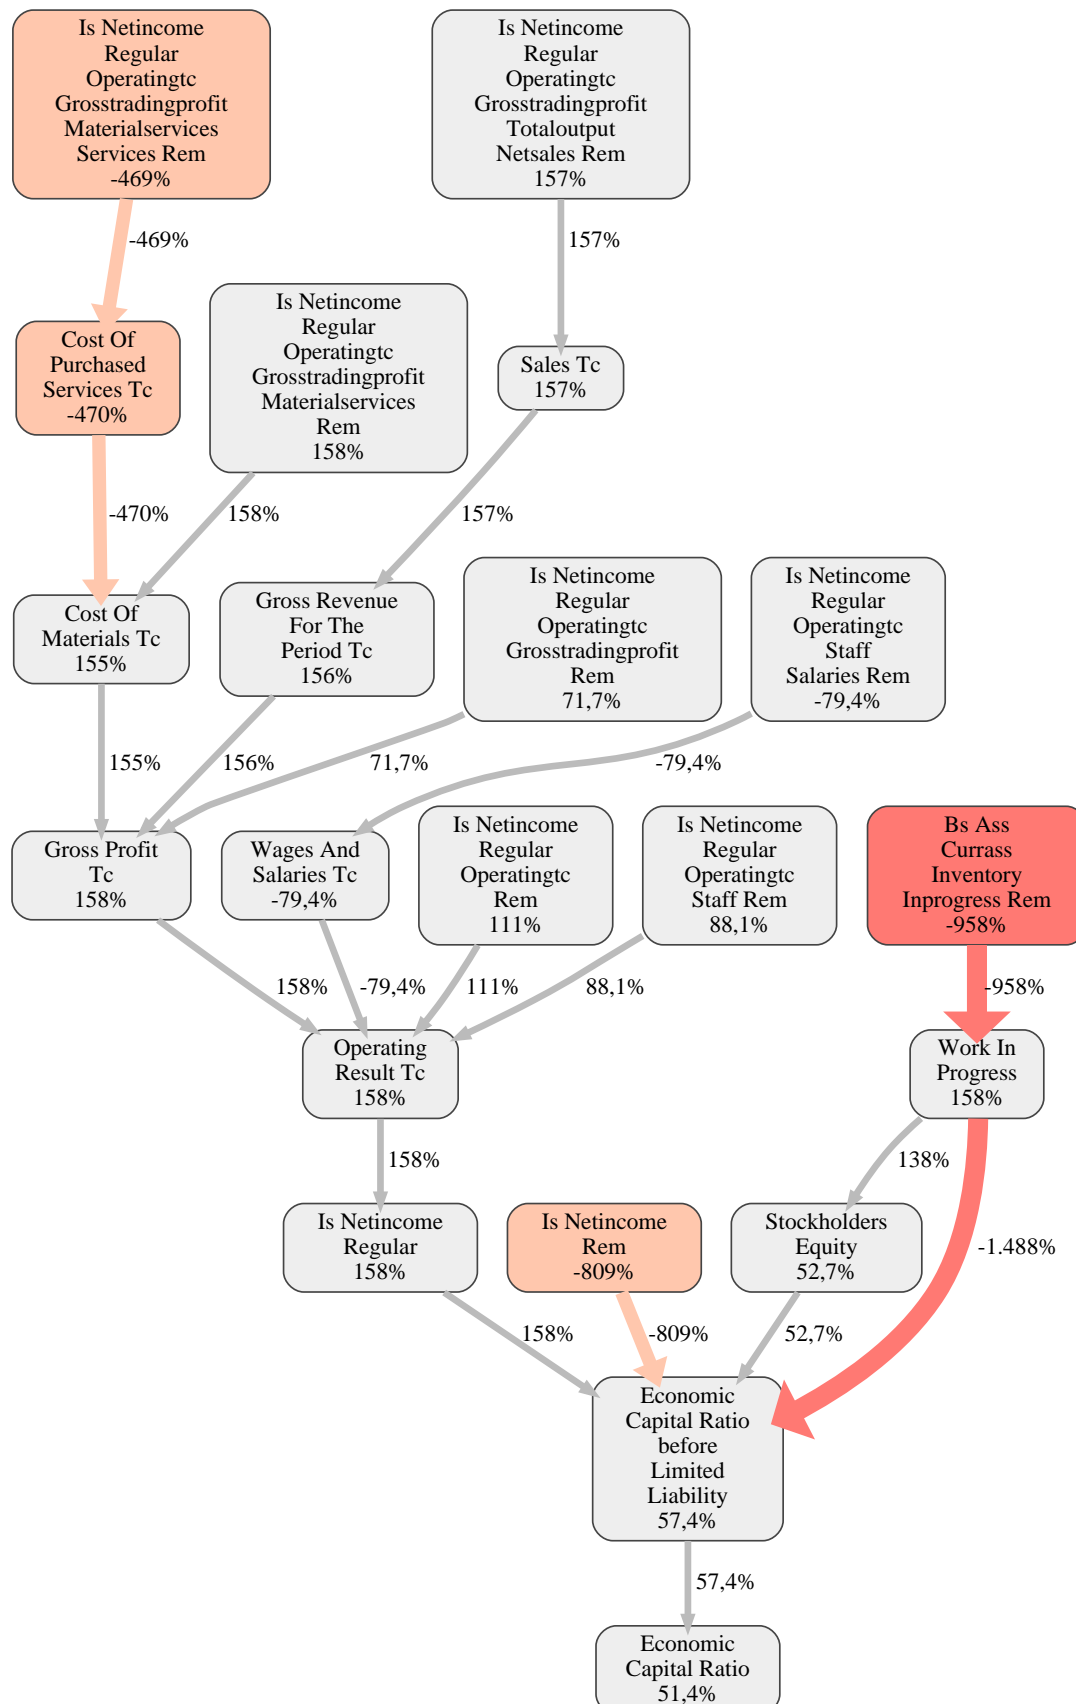 Is Netincome
Regular
Operatingtc
Grosstradingprofit
Materialservices
Services Rem
-469%
Is Netincome
Regular
Operatingtc
Grosstradingprofit
Totaloutput
Netsales Rem
157%
-469%
157%
Cost Of
Purchased
Services Tc
-470%
Is Netincome
Regular
Operatingtc
Grosstradingprofit
Materialservices
Rem
158%
Sales Tc
157%
-470%
158%
157%
Cost Of
Materials Tc
155%
Gross Revenue
For The
Period Tc
156%
Is Netincome
Regular
Operatingtc
Grosstradingprofit
Rem
71,7%
Is Netincome
Regular
Operatingtc
Staff
Salaries Rem
-79,4%
155%
156%
71,7%
-79,4%
Gross Profit
Tc
158%
Wages And
Salaries Tc
-79,4%
Is Netincome
Regular
Operatingtc
Rem
111%
Is Netincome
Regular
Operatingtc
Staff Rem
88,1%
Bs Ass
Currass
Inventory
Inprogress Rem
-958%
158%
-79,4%
111%
88,1%
-958%
Operating
Result Tc
158%
Work In
Progress
158%
158%
138%
-1.488%
Is Netincome
Regular
158%
Is Netincome
Rem
-809%
Stockholders
Equity
52,7%
158%
-809%
52,7%
Economic
Capital Ratio
before
Limited
Liability
57,4%
57,4%
Economic
Capital Ratio
51,4%